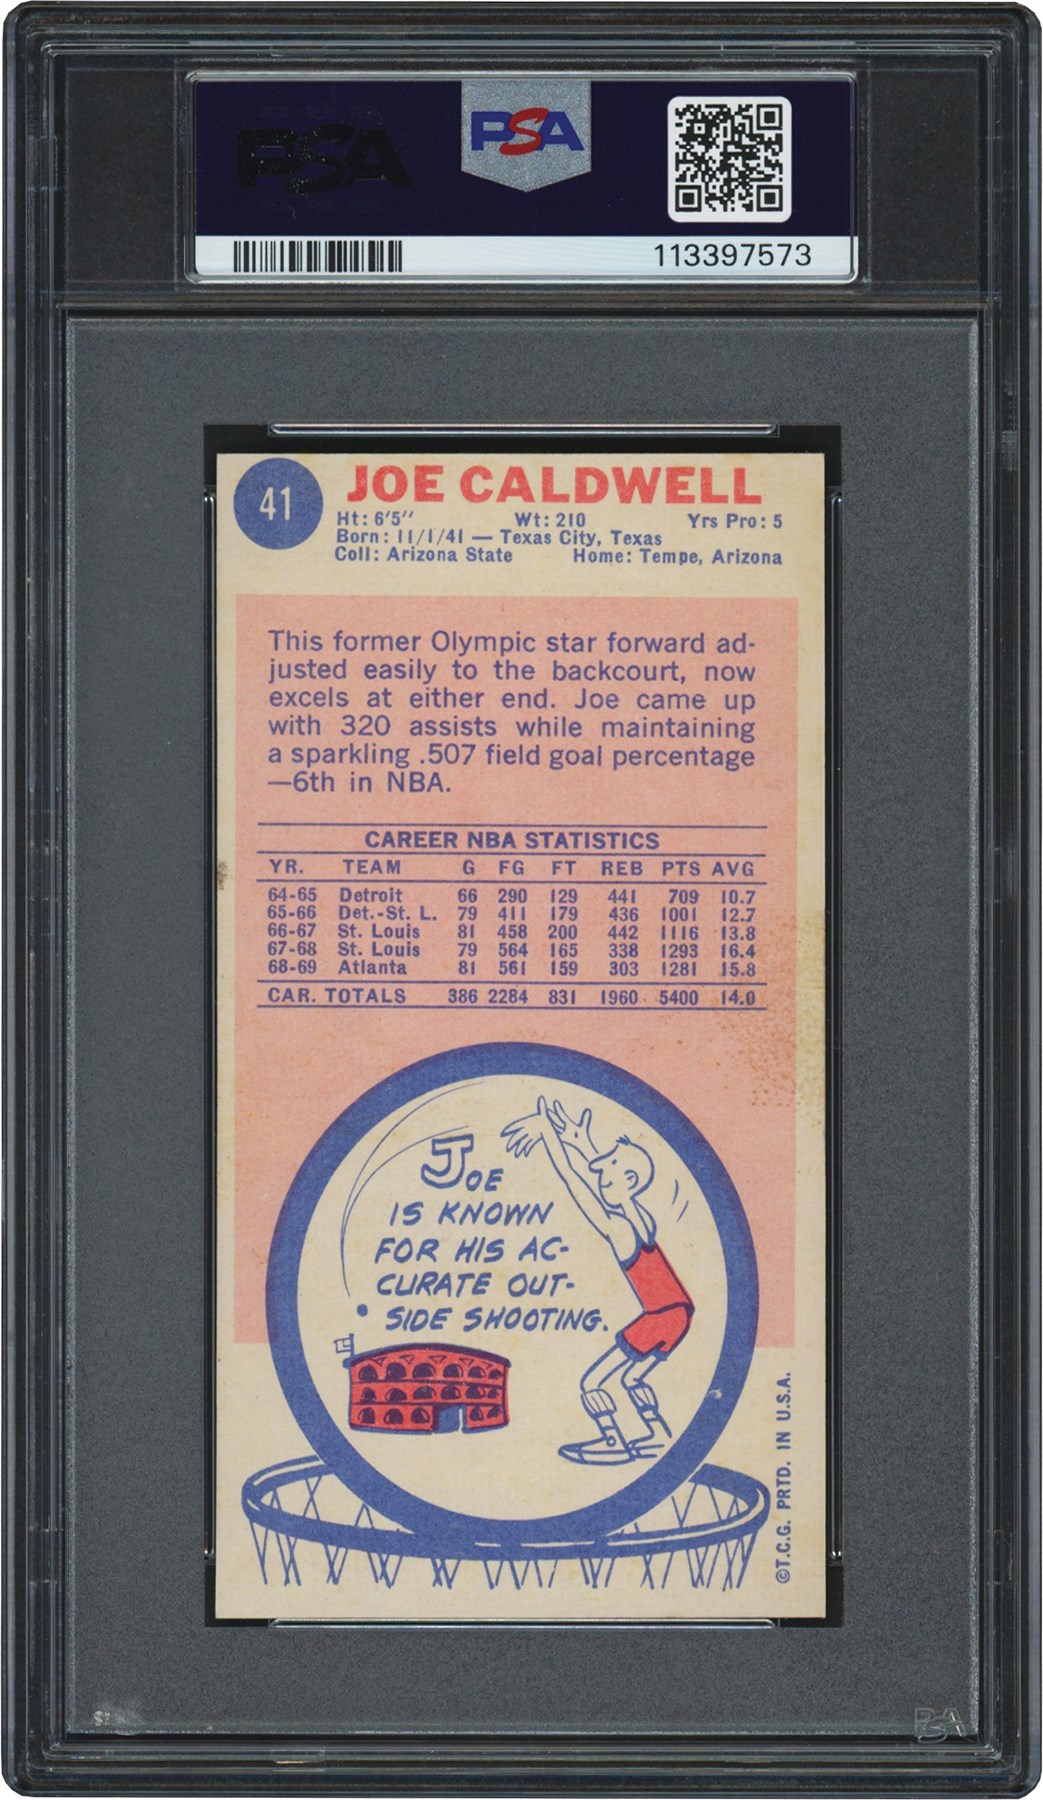 PSA
PSA
113397573
41
JOE CALDWELL
Ht: 6'5" Wt: 210 Yrs Pro: 5
Born: 11/1/41 — Texas City, Texas
Coll: Arizona State Home: Tempe, Arizona
This former Olympic star forward ad-
justed easily to the backcourt, now
excels at either end. Joe came up
with 320 assists while maintaining
a sparkling .507 field goal percentage
—6th in NBA.
CAREER NBA STATISTICS
YR. TEAM G FG FT REB PTS AVG
64-65 Detroit 66 290 129 441 709 10.7
65-66 Det.-St. L. 79 411 179 436 1001 12.7
66-67 St. Louis 81 458 200 442 1116 13.8
67-68 St. Louis 79 564 165 338 1293 16.4
68-69 Atlanta 81 561 159 303 1281 15.8
CAR. TOTALS 386 2284 831 1960 5400 14.0
JOE
IS KNOWN
FOR HIS AC-
CURATE OUT-
SIDE SHOOTING.
©T.C.G. PRTD. IN U.S.A.
PSA